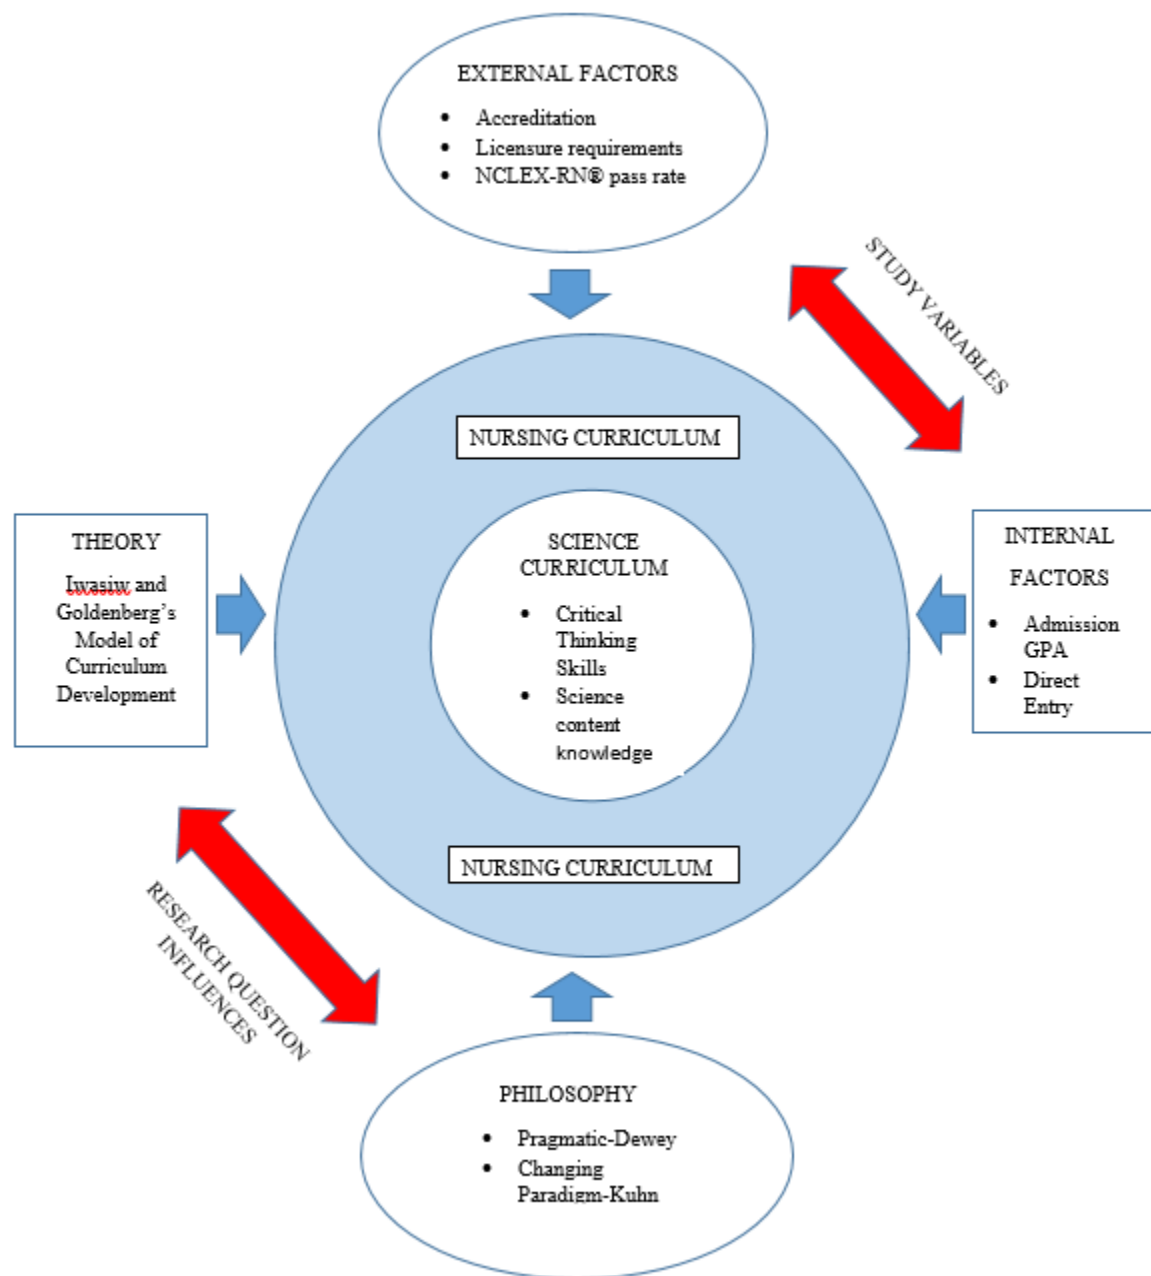 EXTERNAL FACTORS
• Accreditation
• Licensure requirements
• NCLEX-RN® pass rate
STUDY VARIABLES
NURSING CURRICULUM
THEORY
Iwasiw and
Goldenberg’s
Model of
Curriculum
Development
SCIENCE
CURRICULUM
• Critical
Thinking
Skills
• Science
content
knowledge
INTERNAL
FACTORS
• Admission
GPA
• Direct
Entry
NURSING CURRICULUM
RESEARCH QUESTION
INFLUENCES
PHILOSOPHY
• Pragmatic-Dewey
• Changing
Paradigm-Kuhn